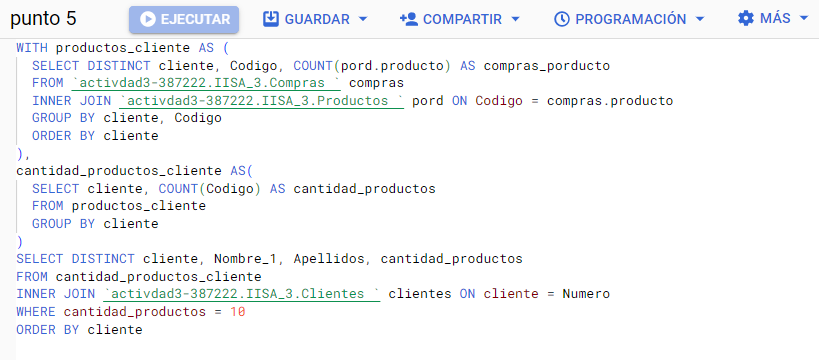 punto 5 EJECUTAR GUARDAR COMPARTIR PROGRAMACIÓN MÁS
WITH productos_cliente AS (
SELECT DISTINCT cliente, Codigo, COUNT(pord.producto) AS compras_porducto
FROM `activdad3-387222.IISA_3.Compras ` compras
INNER JOIN `activdad3-387222.IISA_3.Productos ` pord ON Codigo = compras.producto
GROUP BY cliente, Codigo
ORDER BY cliente
),
cantidad_productos_cliente AS(
SELECT cliente, COUNT(Codigo) AS cantidad_productos
FROM productos_cliente
GROUP BY cliente
)
SELECT DISTINCT cliente, Nombre_1, Apellidos, cantidad_productos
FROM cantidad_productos_cliente
INNER JOIN `activdad3-387222.IISA_3.Clientes ` clientes ON cliente = Numero
WHERE cantidad_productos = 10
ORDER BY cliente